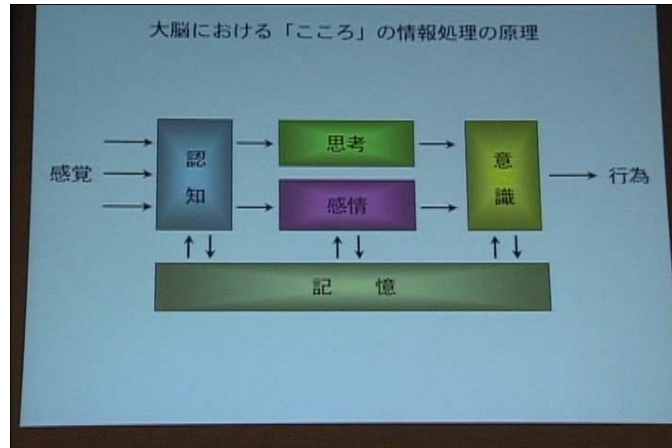 大脳における「こころ」の情報処理の原理
感覚
認知
思考
感情
意識
行為
記憶